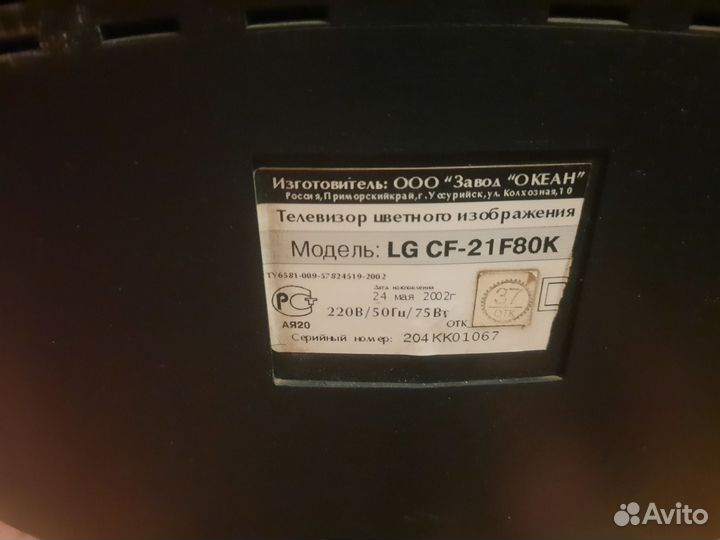 Изготовитель: ООО "Завод "ОКЕАН"
Россия,Приморскийкрай,г.Уссурийск,ул. Колхозная,10
Телевизор цветного изображения
Модель: LG CF-21F80K
ТУ6581-009-57824519-2002
Дата изготовления
24 мая 2002г
РСТ
АЯ20
220В/50Гц/75Вт
ОТК
37
ОТК
Серийный номер: 204KK01067
Avito